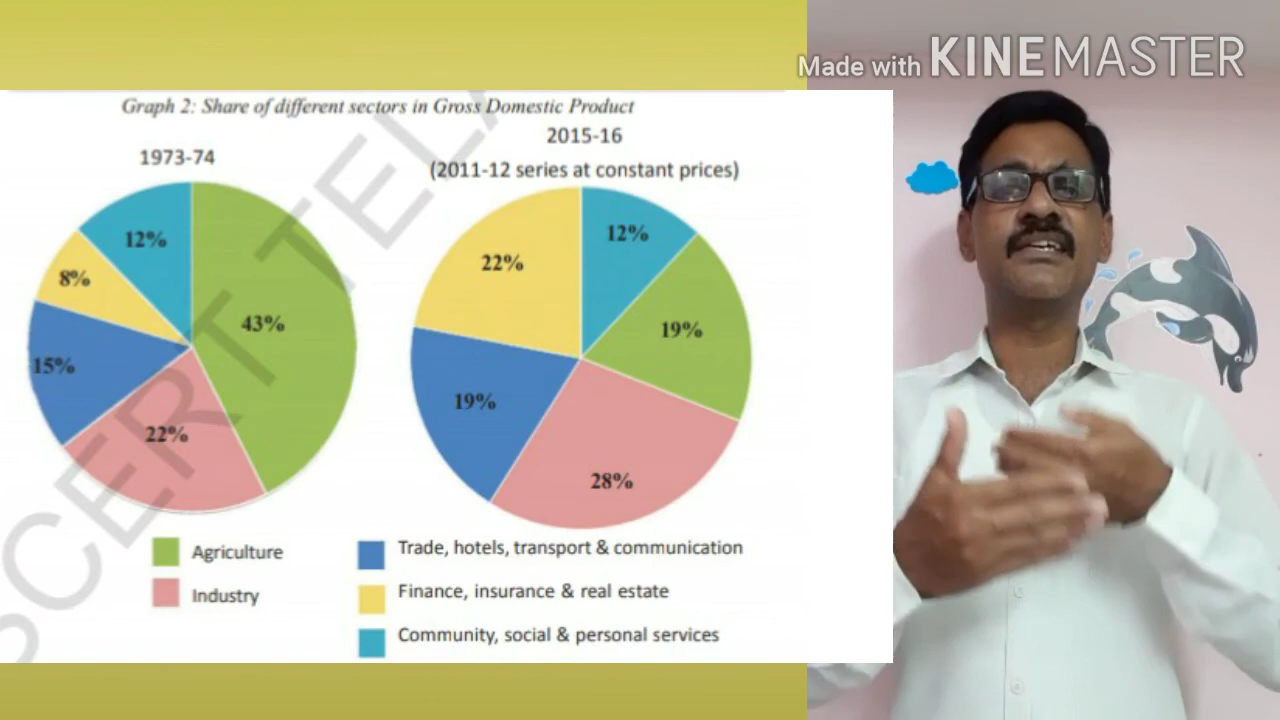 Made with KINEMASTER
Graph 2: Share of different sectors in Gross Domestic Product
1973-74
2015-16
(2011-12 series at constant prices)
12%
8%
43%
15%
22%
12%
22%
19%
19%
28%
Agriculture
Industry
Trade, hotels, transport & communication
Finance, insurance & real estate
Community, social & personal services
SCERT TELA